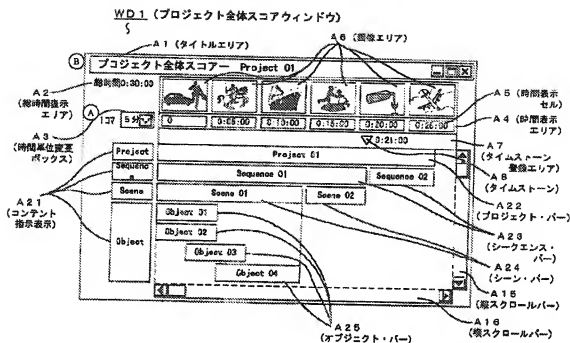 WD1 (プロジェクト全体スコアウィンドウ)
A1 (タイトルエリア)
A6 (画像エリア)
B
プロジェクト全体スコアー Project 01
A2
(総時間表示
エリア)
総時間0:30:00
A5 (時間表示
セル)
A4 (時間表示
エリア)
A
137
5分
0
0:05:00
0:10:00
0:15:00
0:20:00
0:25:00
A3
(時間単位変更
ボックス)
0:21:00
A7
(タイムストーン
登録エリア)
Project
Project 01
A8
(タイムストーン)
Sequence
Sequence 01
Sequence 02
A22
(プロジェクト・バー)
A21
(コンテント
指示表示)
Scene
Scene 01
Scene 02
A23
(シークエンス・
バー)
Object
Object 01
Object 02
Object 03
Object 04
A24
(シーン・バー)
A15
(縦スクロールバー)
A16
(横スクロールバー)
A25
(オブジェクト・バー)